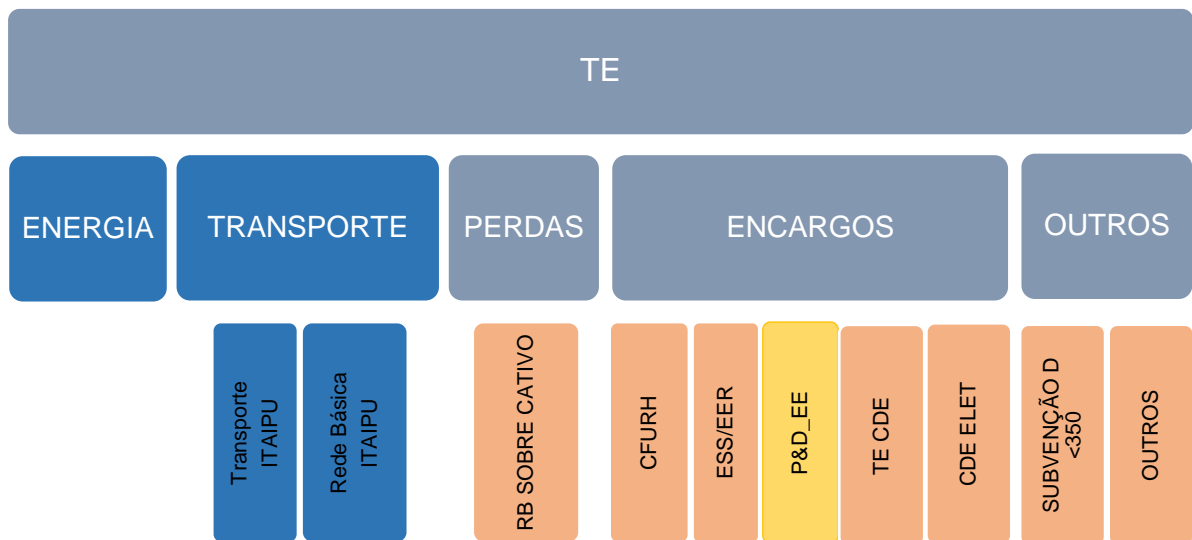 TE
ENERGIA
TRANSPORTE
PERDAS
ENCARGOS
OUTROS
Transporte
ITAIPU
Rede Básica
ITAIPU
RB SOBRE CATIVO
CFURH
ESS/EER
P&D_EE
TE CDE
CDE ELET
SUBVENÇÃO D
<350
OUTROS